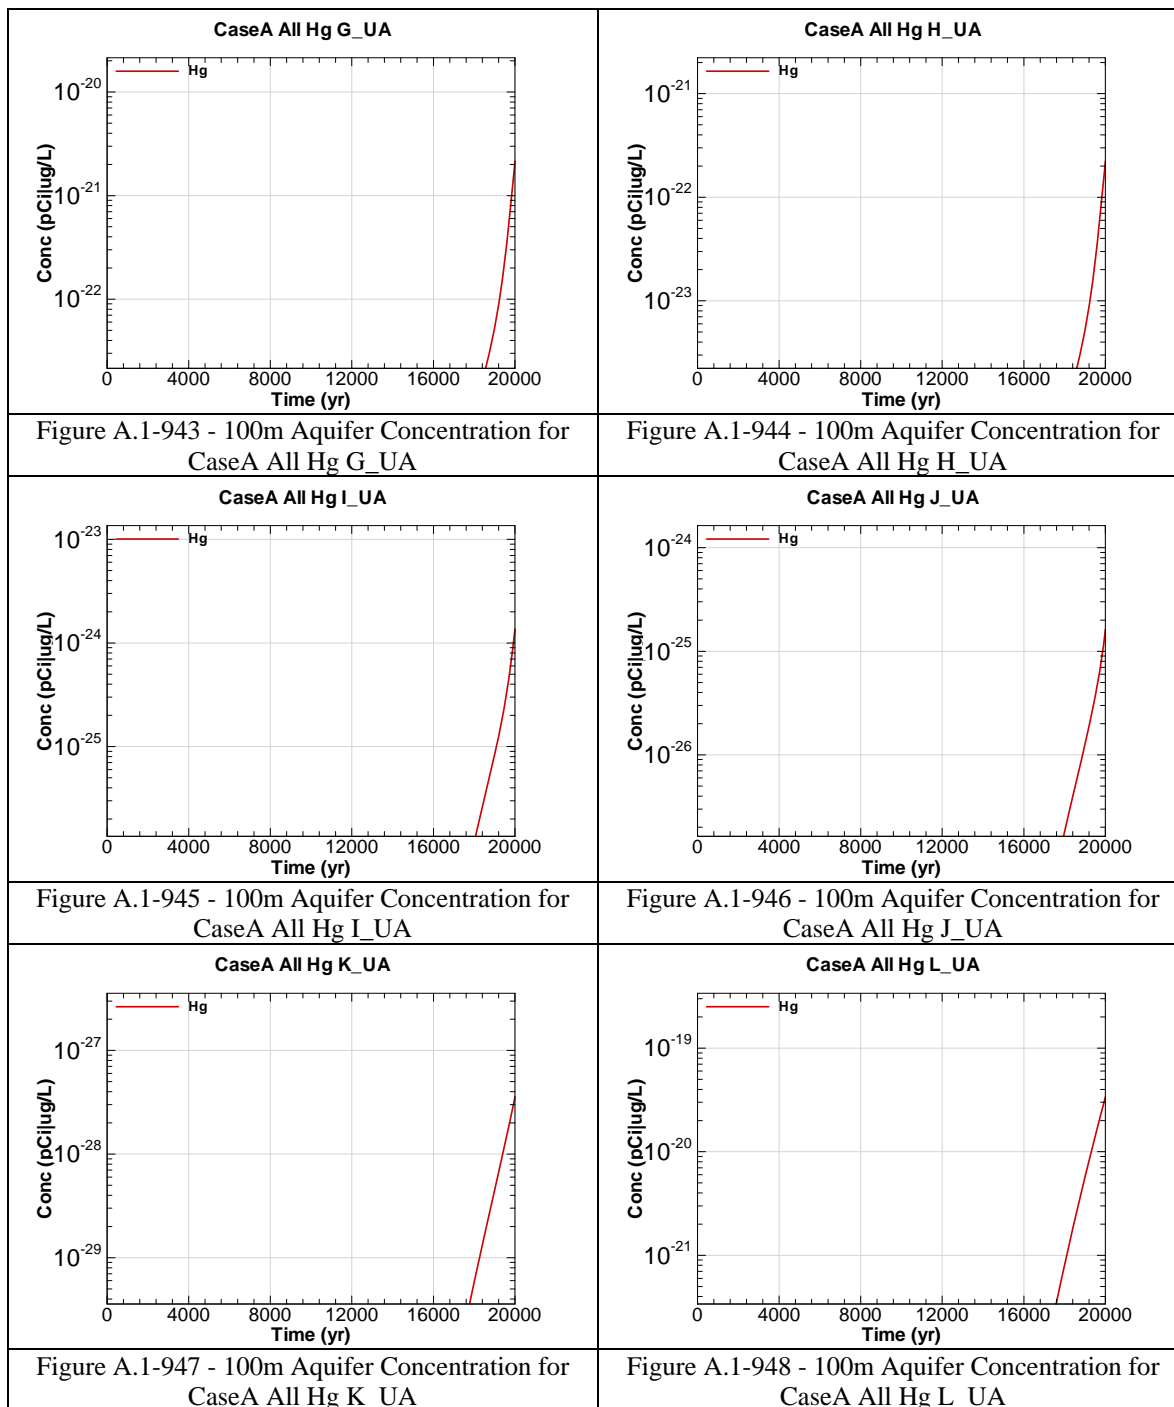 CaseA All Hg G_UA
Hg
10-20
10-21
10-22
Conc (pCi|ug/L)
0 4000 8000 12000 16000 20000
Time (yr)
Figure A.1-943 - 100m Aquifer Concentration for
CaseA All Hg G_UA
CaseA All Hg H_UA
Hg
10-21
10-22
10-23
Conc (pCi|ug/L)
0 4000 8000 12000 16000 20000
Time (yr)
Figure A.1-944 - 100m Aquifer Concentration for
CaseA All Hg H_UA
CaseA All Hg I_UA
Hg
10-23
10-24
10-25
Conc (pCi|ug/L)
0 4000 8000 12000 16000 20000
Time (yr)
Figure A.1-945 - 100m Aquifer Concentration for
CaseA All Hg I_UA
CaseA All Hg J_UA
Hg
10-24
10-25
10-26
Conc (pCi|ug/L)
0 4000 8000 12000 16000 20000
Time (yr)
Figure A.1-946 - 100m Aquifer Concentration for
CaseA All Hg J_UA
CaseA All Hg K_UA
Hg
10-27
10-28
10-29
Conc (pCi|ug/L)
0 4000 8000 12000 16000 20000
Time (yr)
Figure A.1-947 - 100m Aquifer Concentration for
CaseA All Hg K_UA
CaseA All Hg L_UA
Hg
10-19
10-20
10-21
Conc (pCi|ug/L)
0 4000 8000 12000 16000 20000
Time (yr)
Figure A.1-948 - 100m Aquifer Concentration for
CaseA All Hg L_UA